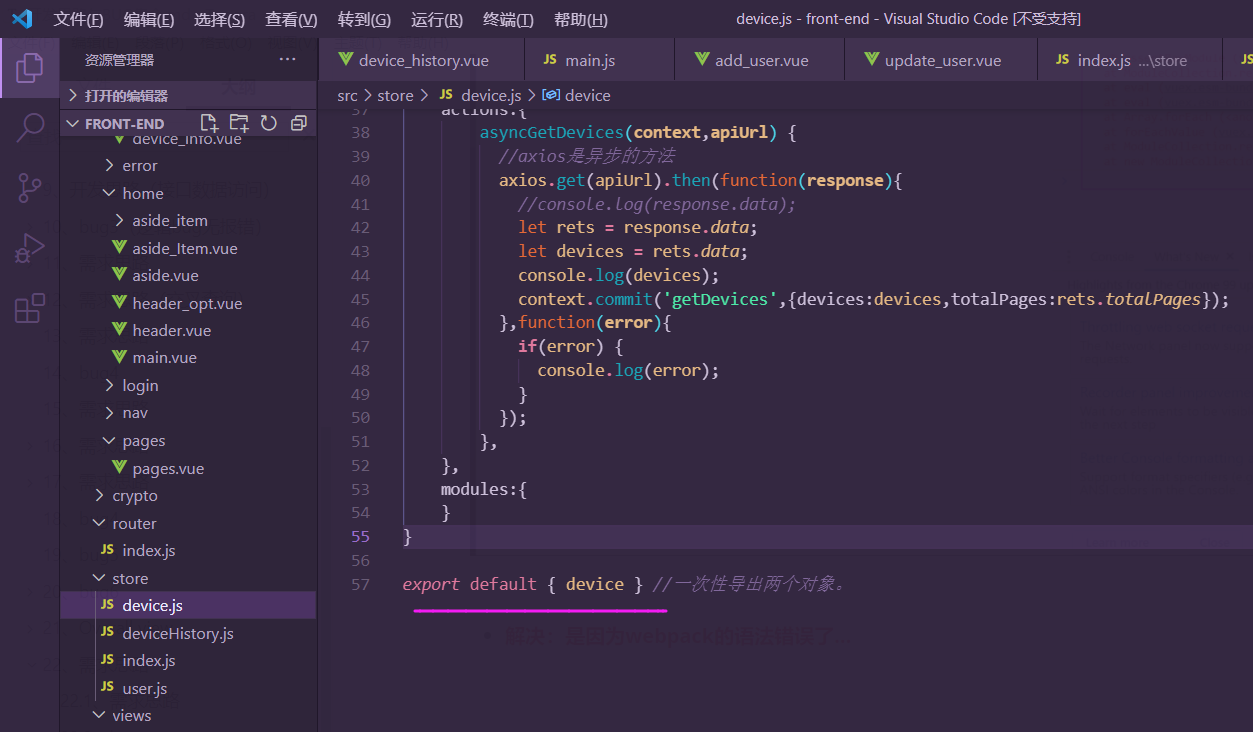 文件(F) 编辑(E) 选择(S) 查看(V) 转到(G) 运行(R) 终端(T) 帮助(H) device.js - front-end - Visual Studio Code [不受支持]
资源管理器 ···
device_history.vue JS main.js add_user.vue update_user.vue JS index.js ...\store JS
打开的编辑器
src > store > JS device.js > device
FRONT-END
device_info.vue
error
home
aside_item
aside_Item.vue
aside.vue
header_opt.vue
header.vue
main.vue
login
nav
pages
pages.vue
crypto
router
JS index.js
store
JS device.js
JS deviceHistory.js
JS index.js
JS user.js
views
37 actions:{
38 asyncGetDevices(context,apiUrl) {
39 //axios是异步的方法
40 axios.get(apiUrl).then(function(response){
41 //console.log(response.data);
42 let rets = response.data;
43 let devices = rets.data;
44 console.log(devices);
45 context.commit('getDevices',{devices:devices,totalPages:rets.totalPages});
46 },function(error){
47 if(error) {
48 console.log(error);
49 }
50 });
51 },
52 },
53 modules:{
54 }
55 }
56
57 export default { device } //一次性导出两个对象。